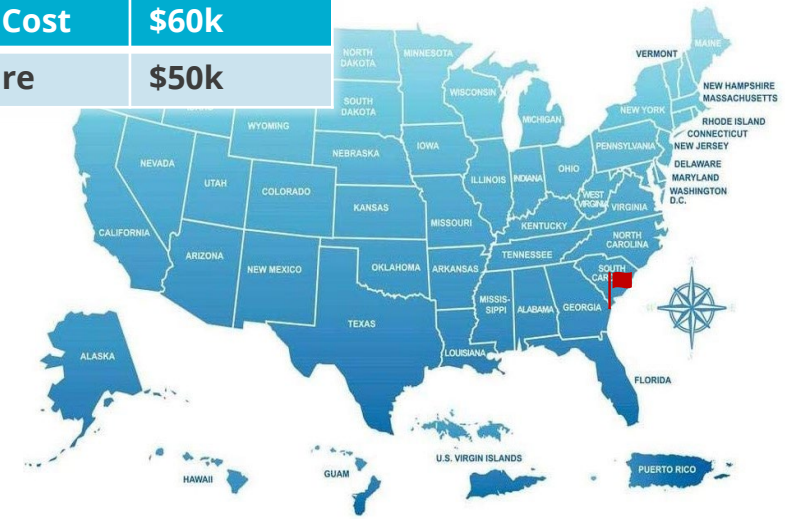 Cost $60k
re $50k
NORTH
DAKOTA
MINNESOTA
VERMONT
MAINE
SOUTH
DAKOTA
WISCONSIN
MICHIGAN
NEW YORK
NEW HAMPSHIRE
MASSACHUSETTS
RHODE ISLAND
CONNECTICUT
NEW JERSEY
WYOMING
NEBRASKA
IOWA
PENNSYLVANIA
DELAWARE
MARYLAND
WASHINGTON
D.C.
NEVADA
UTAH
COLORADO
KANSAS
MISSOURI
ILLINOIS
INDIANA
OHIO
WEST
VIRGINIA
VIRGINIA
KENTUCKY
CALIFORNIA
ARIZONA
NEW MEXICO
OKLAHOMA
ARKANSAS
TENNESSEE
NORTH
CAROLINA
SOUTH
CAR
TEXAS
LOUISIANA
MISSIS-
SIPPI
ALABAMA
GEORGIA
FLORIDA
ALASKA
HAWAII
GUAM
U.S. VIRGIN ISLANDS
PUERTO RICO